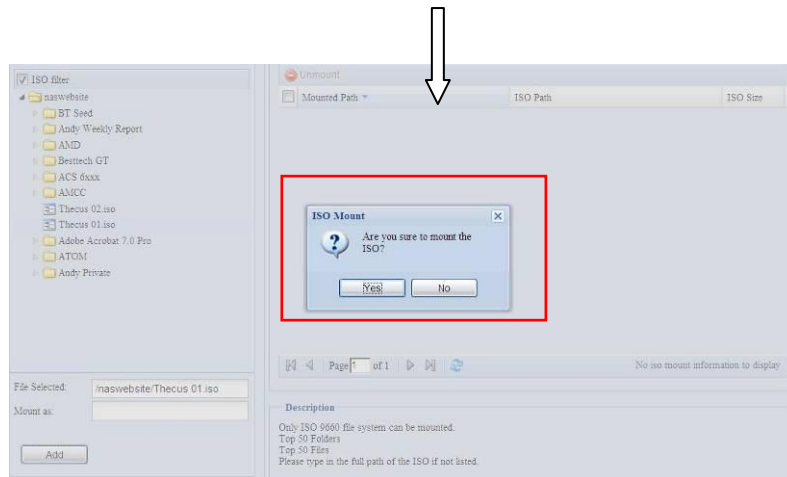 ISO filter
naswebsite
BT Seed
Andy Weekly Report
AMD
Besttech GT
ACS 6xxx
AMCC
Thecus 02.iso
Thecus 01.iso
Adobe Acrobat 7.0 Pro
ATOM
Andy Private
File Selected: /naswebsite/Thecus 01.iso
Mount as:
Add
Unmount
Mounted Path ISO Path ISO Size
ISO Mount
Are you sure to mount the
ISO?
Yes No
Page 1 of 1 No iso mount information to display
Description
Only ISO 9660 file system can be mounted.
Top 50 Folders
Top 50 Files
Please type in the full path of the ISO if not listed.